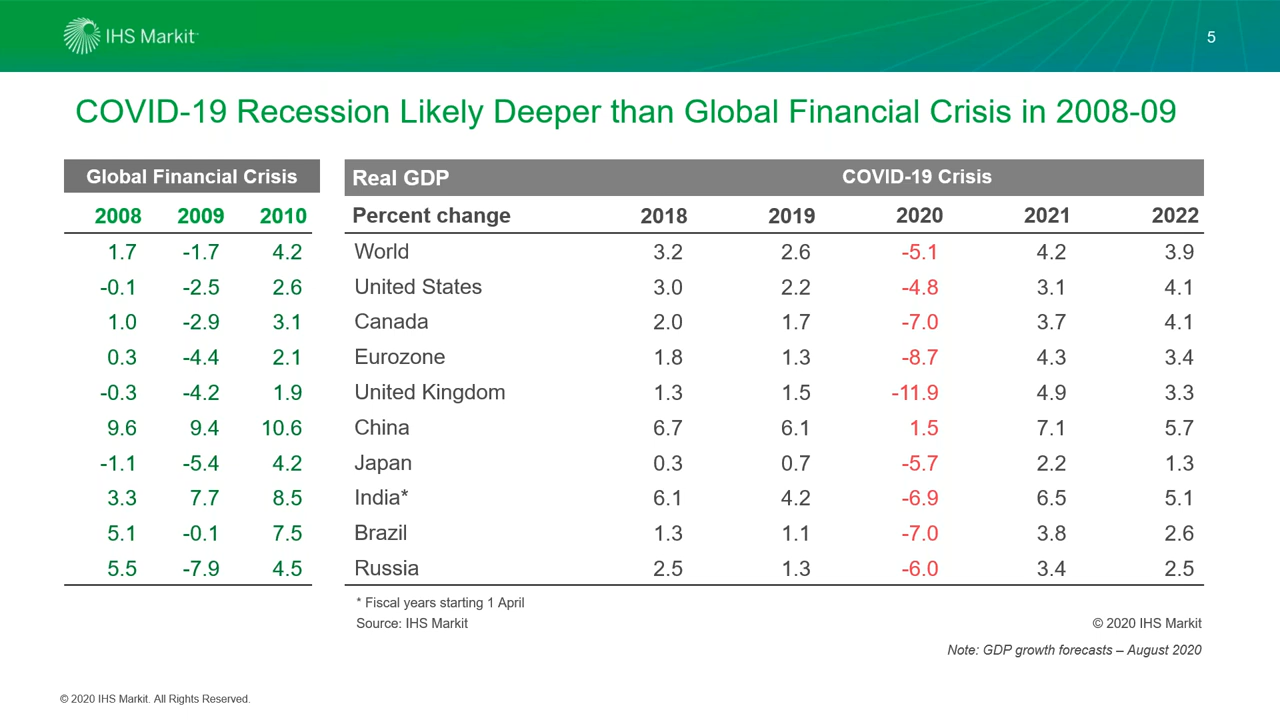 IHS Markit
5
COVID-19 Recession Likely Deeper than Global Financial Crisis in 2008-09
Global Financial Crisis Real GDP COVID-19 Crisis
2008 2009 2010 Percent change 2018 2019 2020 2021 2022
1.7 -1.7 4.2 World 3.2 2.6 -5.1 4.2 3.9
-0.1 -2.5 2.6 United States 3.0 2.2 -4.8 3.1 4.1
1.0 -2.9 3.1 Canada 2.0 1.7 -7.0 3.7 4.1
0.3 -4.4 2.1 Eurozone 1.8 1.3 -8.7 4.3 3.4
-0.3 -4.2 1.9 United Kingdom 1.3 1.5 -11.9 4.9 3.3
9.6 9.4 10.6 China 6.7 6.1 1.5 7.1 5.7
-1.1 -5.4 4.2 Japan 0.3 0.7 -5.7 2.2 1.3
3.3 7.7 8.5 India* 6.1 4.2 -6.9 6.5 5.1
5.1 -0.1 7.5 Brazil 1.3 1.1 -7.0 3.8 2.6
5.5 -7.9 4.5 Russia 2.5 1.3 -6.0 3.4 2.5
* Fiscal years starting 1 April
Source: IHS Markit © 2020 IHS Markit
Note: GDP growth forecasts – August 2020
© 2020 IHS Markit. All Rights Reserved.